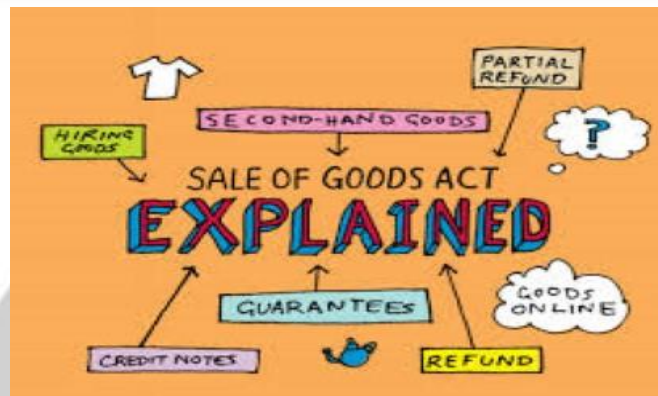 PARTIAL
REFUND
SECOND-HAND GOODS
?
HIRING
GOODS
SALE OF GOODS ACT
EXPLAINED
GUARANTEES
GOODS
ONLINE
CREDIT NOTES
REFUND